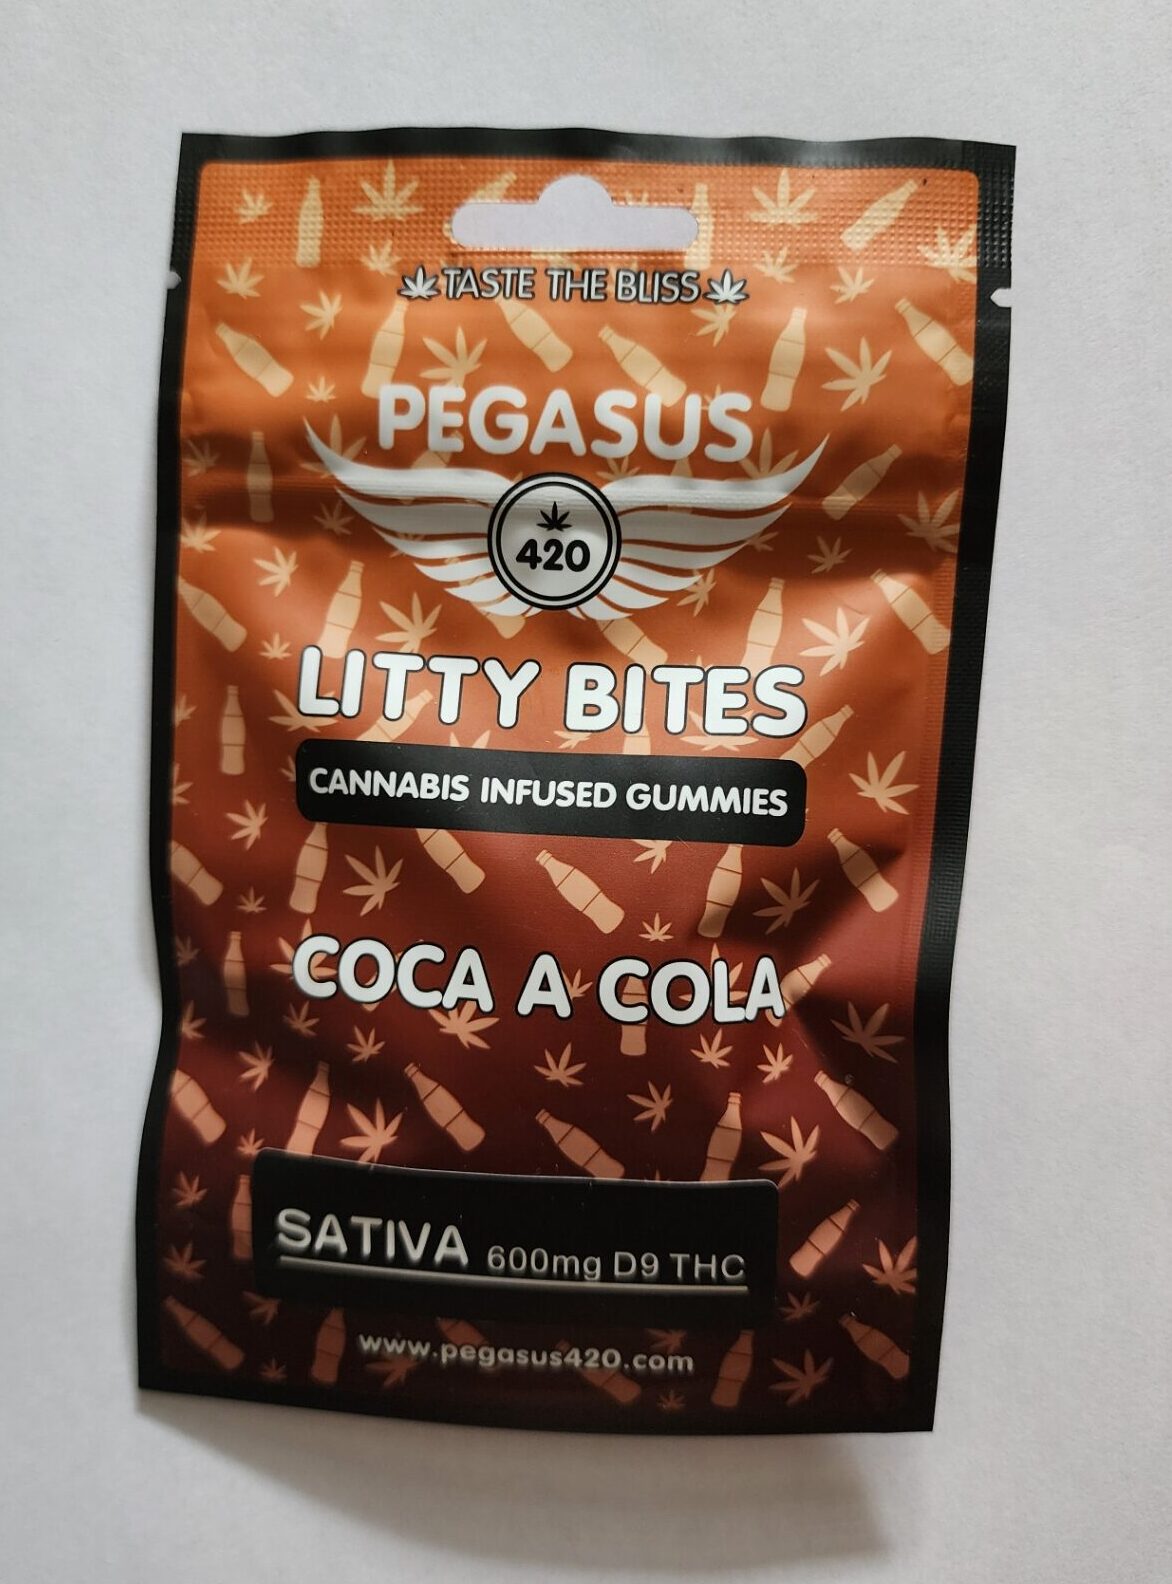 TASTE THE BLISS
PEGASUS
420
LITTY BITES
CANNABIS INFUSED GUMMIES
COCA A COLA
SATIVA 600mg D9 THC
www.pegasus420.com